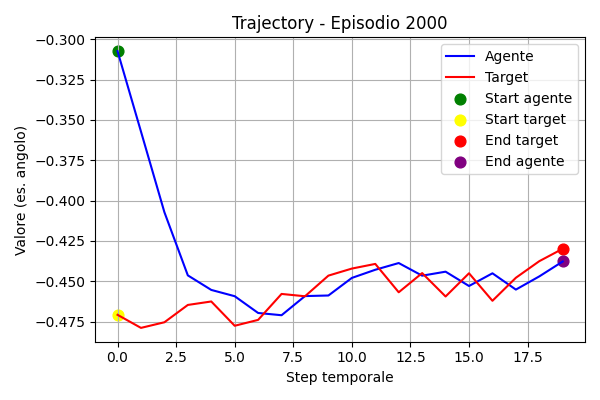 Trajectory - Episodio 2000
Agente
Target
Start agente
Start target
End target
End agente
Valore (es. angolo)
−0.300
−0.325
−0.350
−0.375
−0.400
−0.425
−0.450
−0.475
0.0 2.5 5.0 7.5 10.0 12.5 15.0 17.5
Step temporale